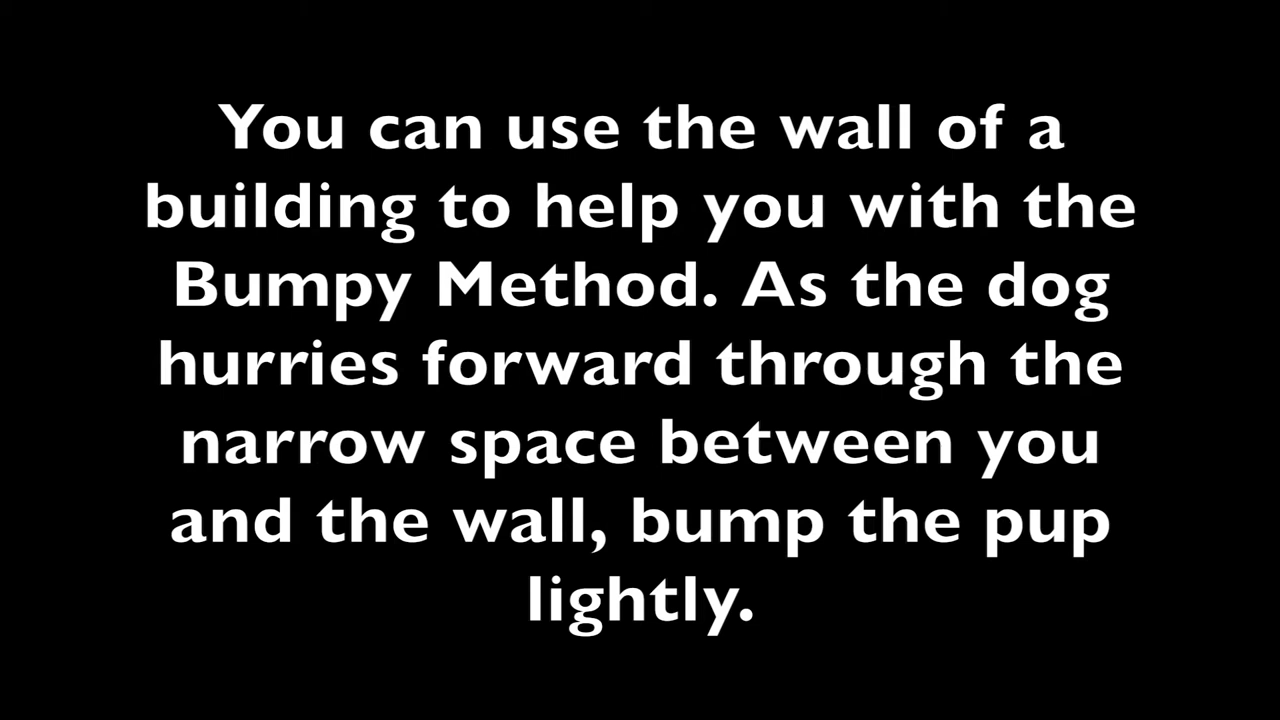 You can use the wall of a
building to help you with the
Bumpy Method. As the dog
hurries forward through the
narrow space between you
and the wall, bump the pup
lightly.